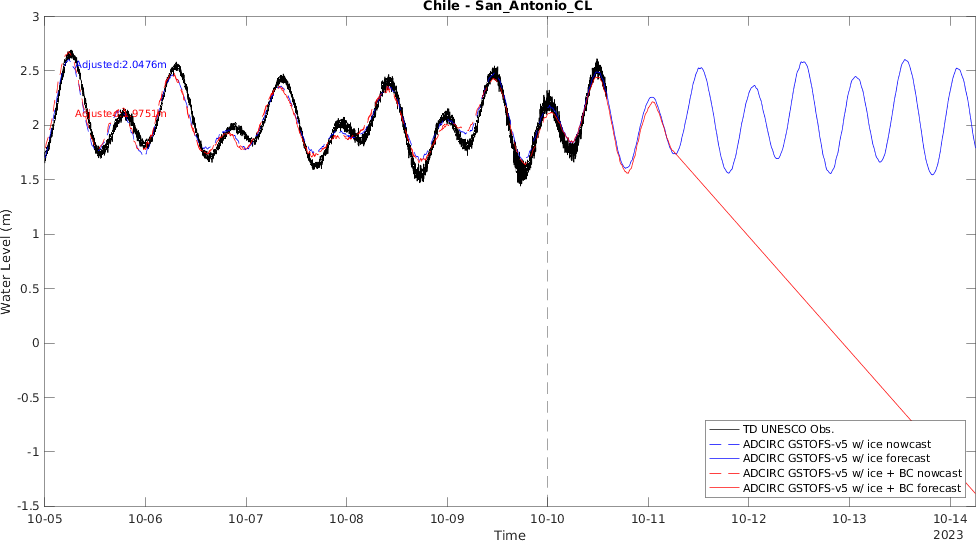 Chile - San_Antonio_CL
Water Level (m)
3
2.5
2
1.5
1
0.5
0
-0.5
-1
-1.5
Adjusted:2.0476m
TD UNESCO Obs.
ADCIRC GSTOFS-v5 w/ ice nowcast
ADCIRC GSTOFS-v5 w/ ice forecast
ADCIRC GSTOFS-v5 w/ ice + BC nowcast
ADCIRC GSTOFS-v5 w/ ice + BC forecast
10-05 10-06 10-07 10-08 10-09 10-10 10-11 10-12 10-13 10-14
2023
Time